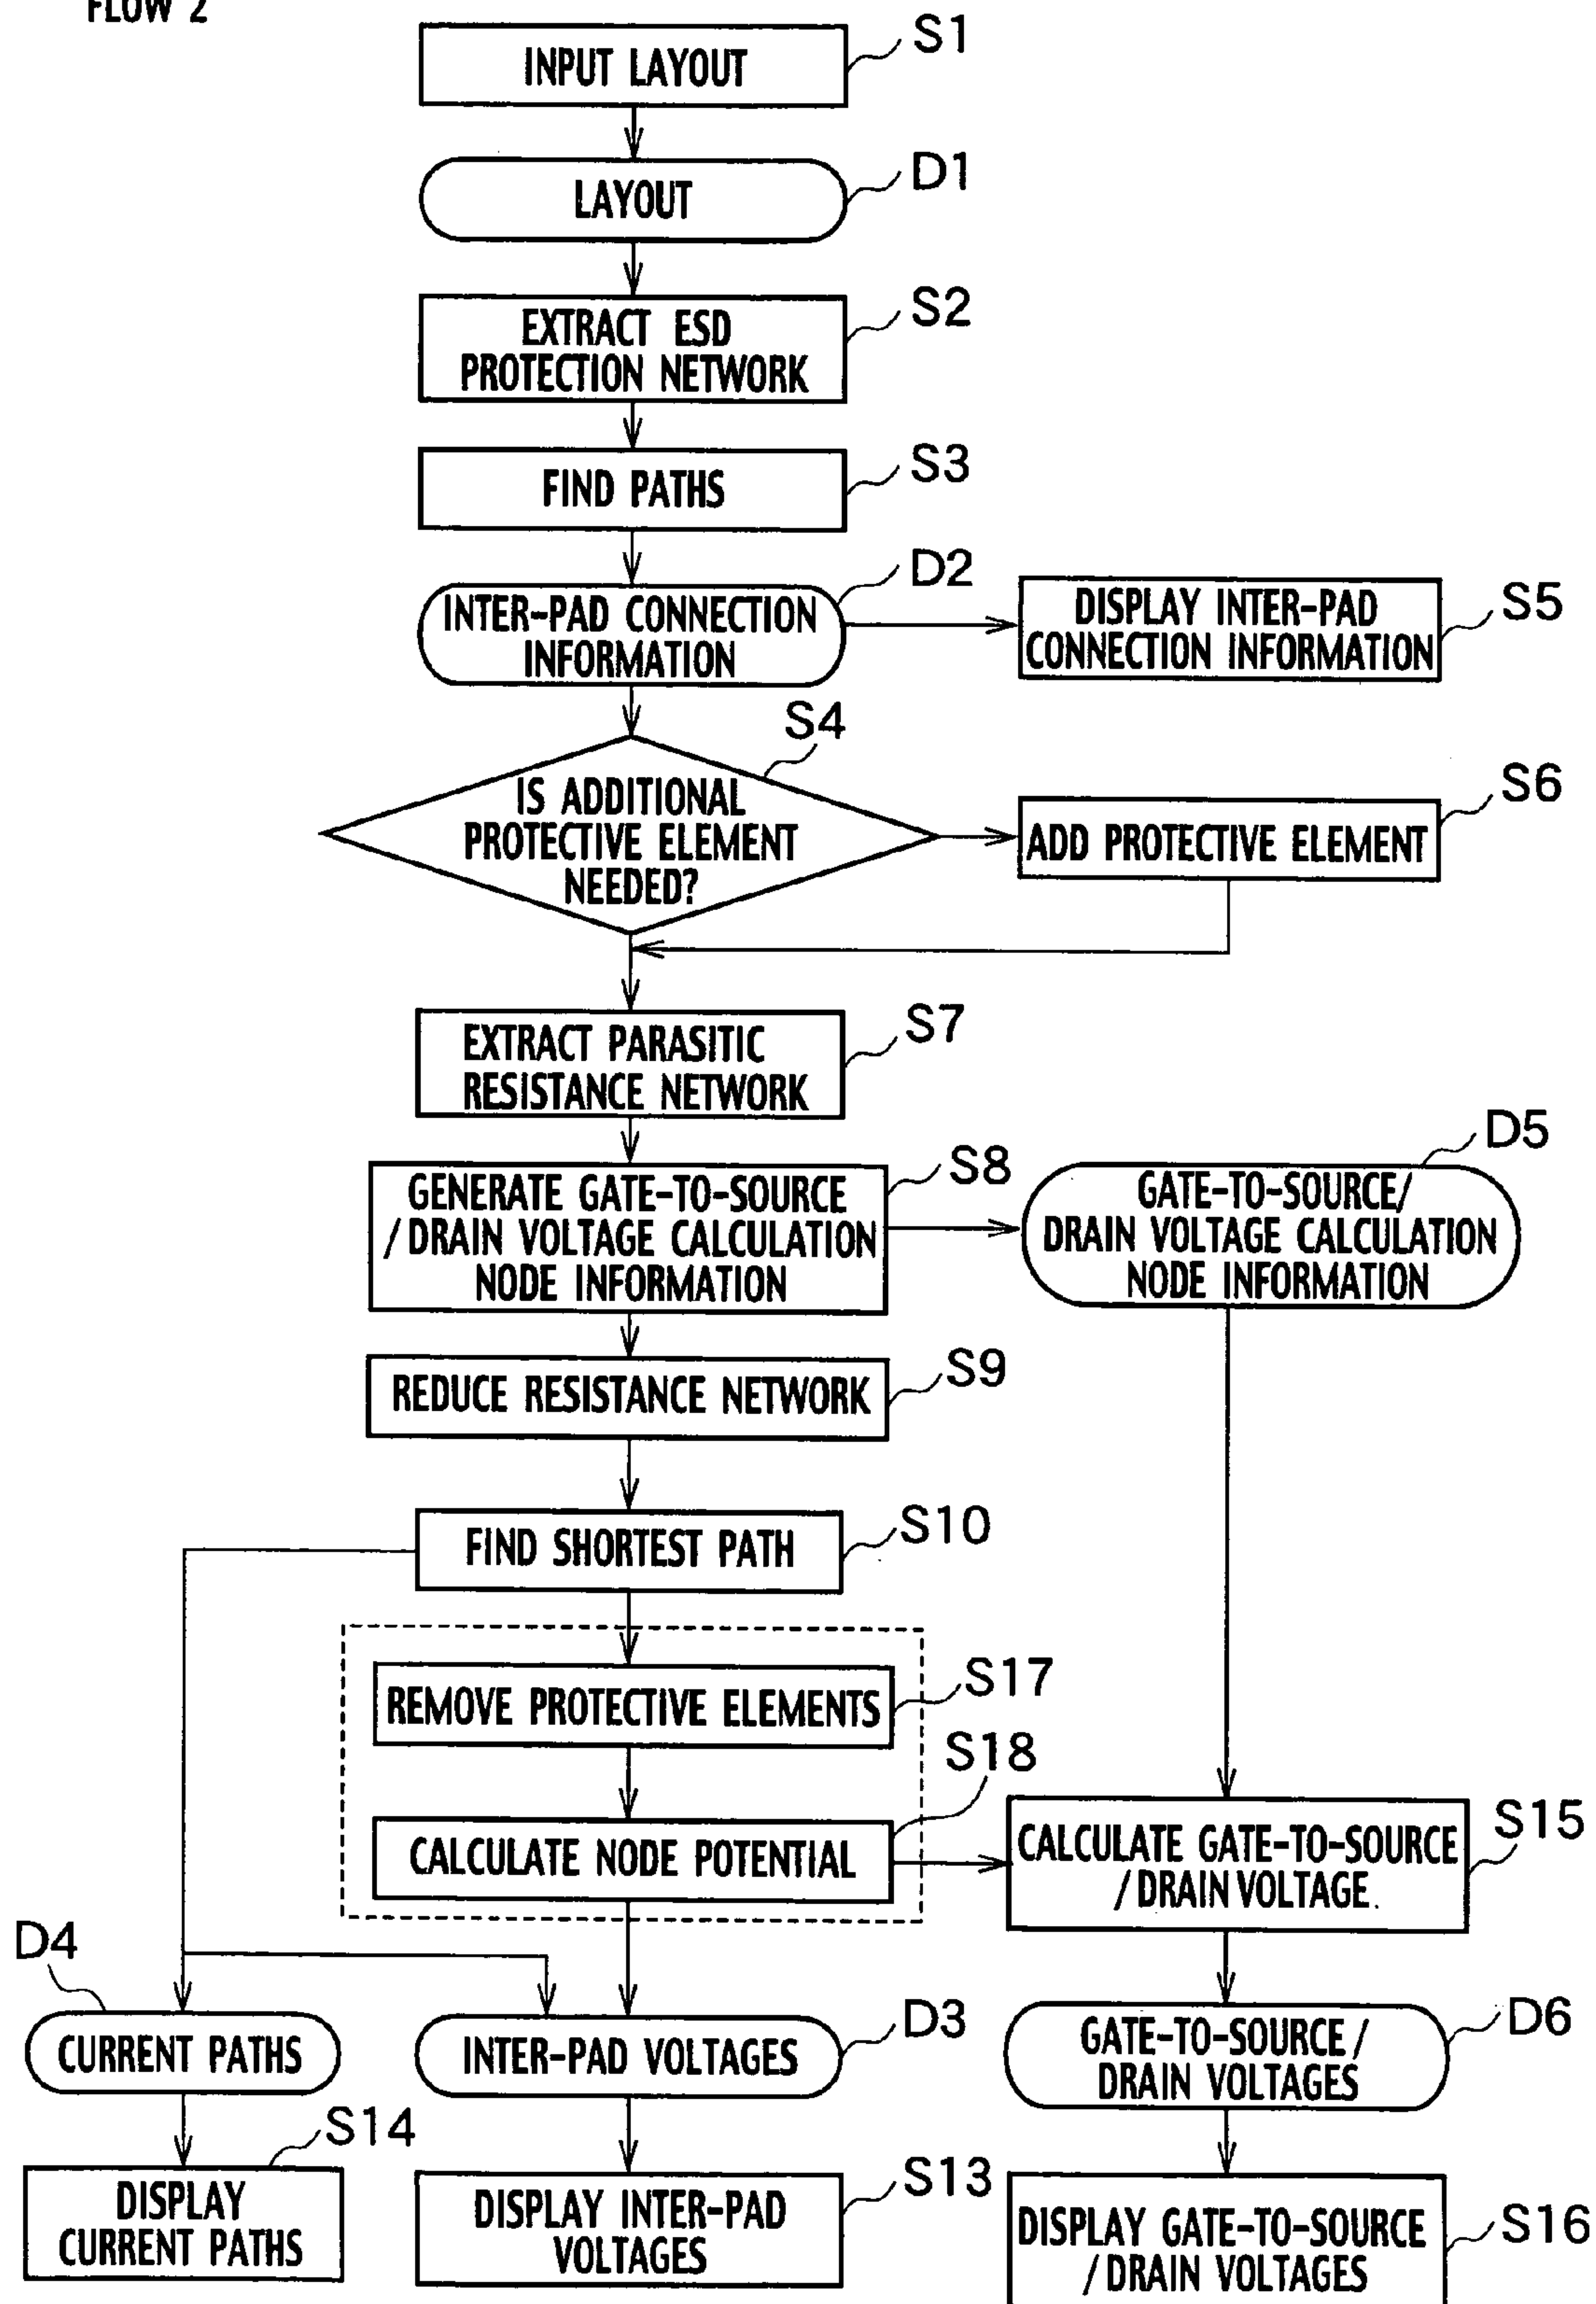 FLOW 2
S1
INPUT LAYOUT
D1
LAYOUT
S2
EXTRACT ESD
PROTECTION NETWORK
S3
FIND PATHS
D2
INTER-PAD CONNECTION
INFORMATION
S5
DISPLAY INTER-PAD
CONNECTION INFORMATION
S4
IS ADDITIONAL
PROTECTIVE ELEMENT
NEEDED?
S6
ADD PROTECTIVE ELEMENT
S7
EXTRACT PARASITIC
RESISTANCE NETWORK
S8
GENERATE GATE-TO-SOURCE
/DRAIN VOLTAGE CALCULATION
NODE INFORMATION
D5
GATE-TO-SOURCE/
DRAIN VOLTAGE CALCULATION
NODE INFORMATION
S9
REDUCE RESISTANCE NETWORK
S10
FIND SHORTEST PATH
S17
REMOVE PROTECTIVE ELEMENTS
S18
CALCULATE NODE POTENTIAL
S15
CALCULATE GATE-TO-SOURCE
/DRAIN VOLTAGE
D4
CURRENT PATHS
D3
INTER-PAD VOLTAGES
D6
GATE-TO-SOURCE/
DRAIN VOLTAGES
S14
DISPLAY
CURRENT PATHS
S13
DISPLAY INTER-PAD
VOLTAGES
S16
DISPLAY GATE-TO-SOURCE
/DRAIN VOLTAGES